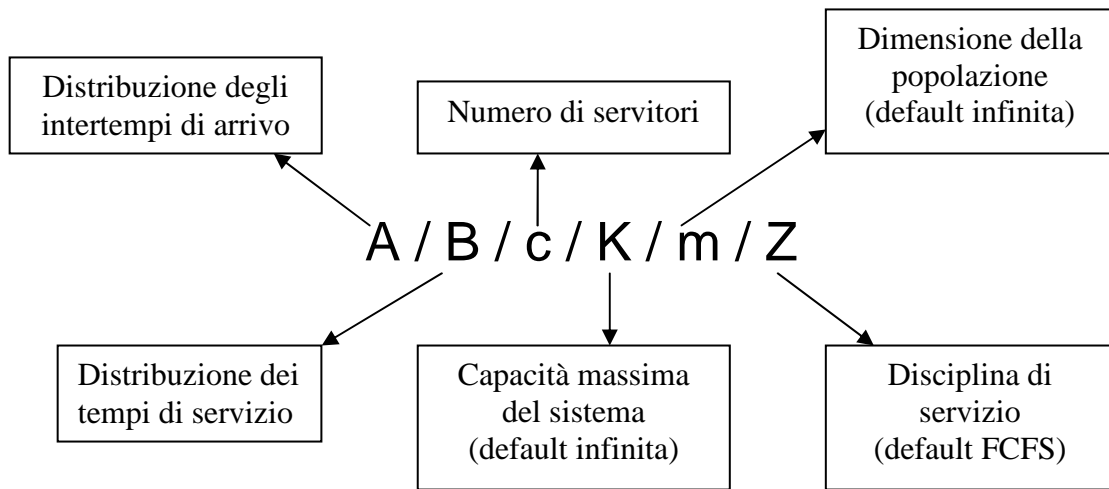 Distribuzione degli
intertempi di arrivo
Numero di servitori
Dimensione della
popolazione
(default infinita)
A / B / c / K / m / Z
Distribuzione dei
tempi di servizio
Capacità massima
del sistema
(default infinita)
Disciplina di
servizio
(default FCFS)